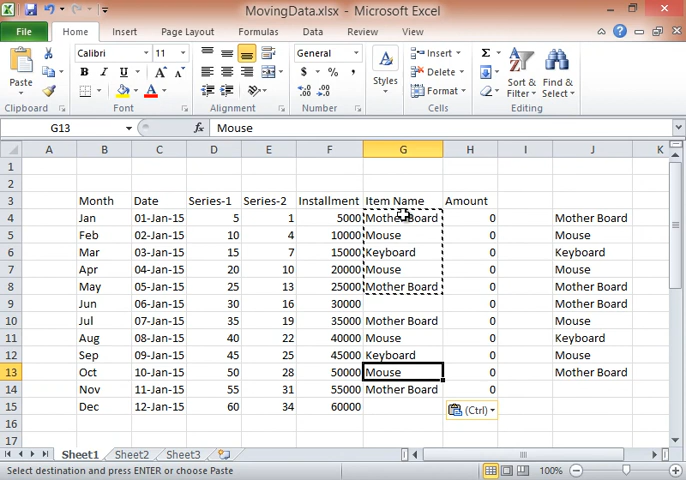 MovingData.xlsx - Microsoft Excel
File Home Insert Page Layout Formulas Data Review View
Paste
Calibri 11
B I U
General
$ % ,
Styles
Insert
Delete
Format
Σ
Sort & Filter
Find & Select
Clipboard Font Alignment Number Cells Editing
G13 fx Mouse
A B C D E F G H I J K
1
2
3 Month Date Series-1 Series-2 Installment Item Name Amount
4 Jan 01-Jan-15 5 1 5000 Mother Board 0 Mother Board
5 Feb 02-Jan-15 10 4 10000 Mouse 0 Mouse
6 Mar 03-Jan-15 15 7 15000 Keyboard 0 Keyboard
7 Apr 04-Jan-15 20 10 20000 Mouse 0 Mouse
8 May 05-Jan-15 25 13 25000 Mother Board 0 Mother Board
9 Jun 06-Jan-15 30 16 30000 0 Mother Board
10 Jul 07-Jan-15 35 19 35000 Mother Board 0 Mouse
11 Aug 08-Jan-15 40 22 40000 Mouse 0 Keyboard
12 Sep 09-Jan-15 45 25 45000 Keyboard 0 Mouse
13 Oct 10-Jan-15 50 28 50000 Mouse 0 Mother Board
14 Nov 11-Jan-15 55 31 55000 Mother Board 0
15 Dec 12-Jan-15 60 34 60000
(Ctrl)
16
17
Sheet1 Sheet2 Sheet3
Select destination and press ENTER or choose Paste 100%